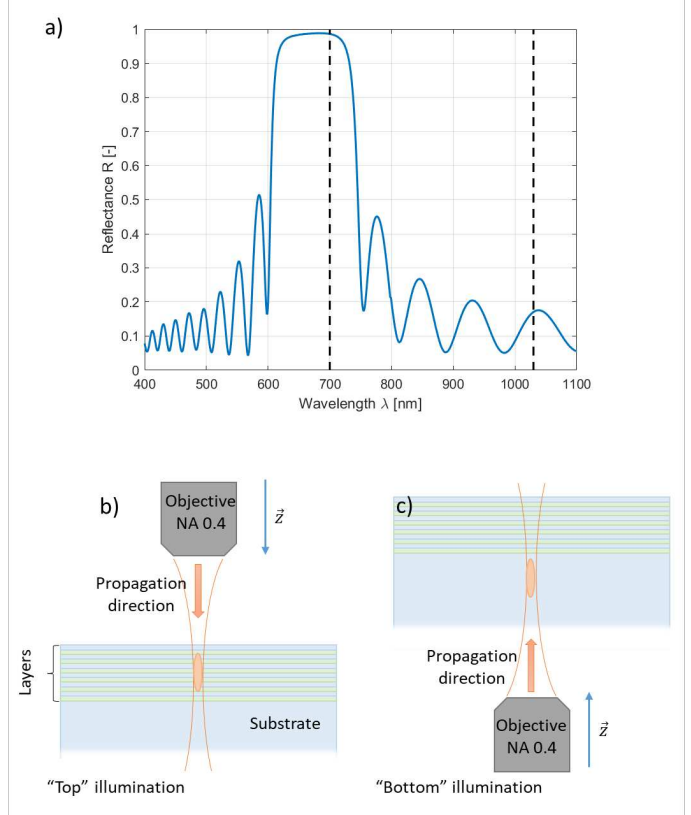 a)
1
0.9
0.8
0.7
0.6
0.5
0.4
0.3
0.2
0.1
0
Reflectance R [-]
400 500 600 700 800 900 1000 1100
Wavelength λ [nm]
b)
Objective
NA 0.4
z⃗
Propagation
direction
Layers
Substrate
"Top" illumination
c)
Propagation
direction
Objective
NA 0.4
z⃗
"Bottom" illumination